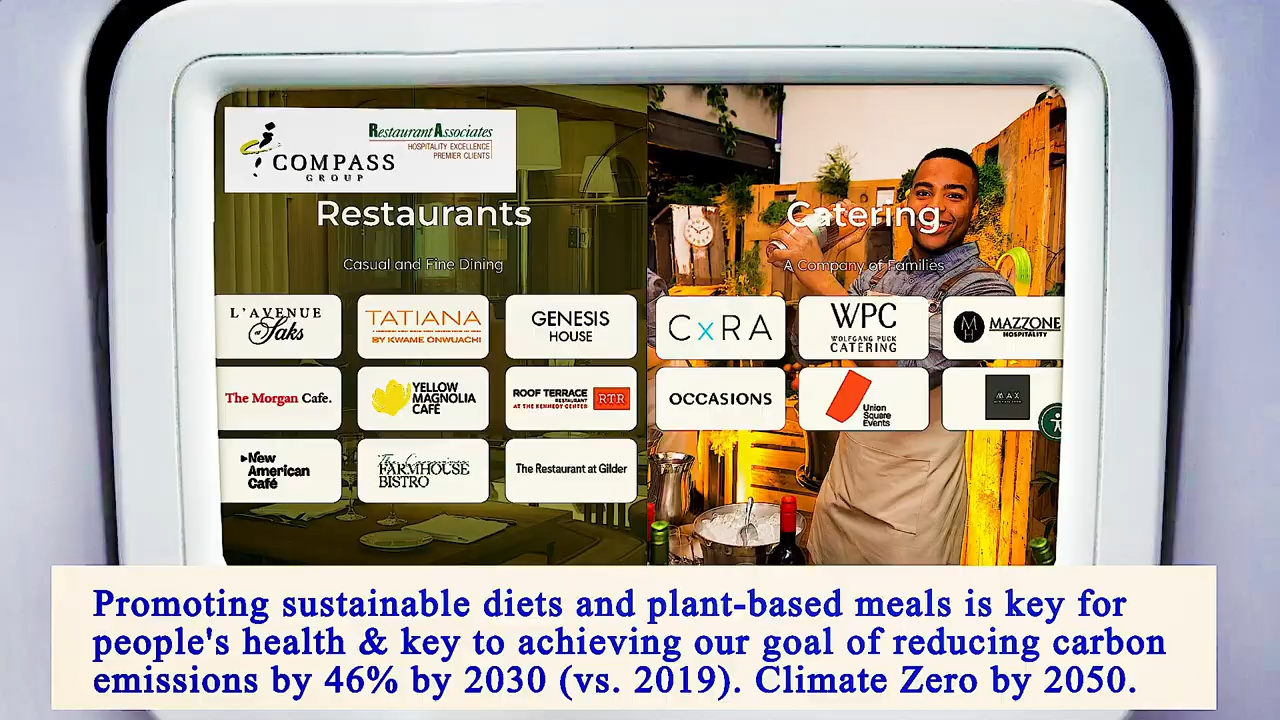 COMPASS
GROUP
Restaurant Associates
HOSPITALITY EXCELLENCE
PREMIER CLIENTS
Restaurants
Casual and Fine Dining
L'AVENUE
at Saks
TATIANA
BY KWAME ONWUACHI
GENESIS
HOUSE
The Morgan Cafe.
YELLOW
MAGNOLIA
CAFÉ
ROOF TERRACE
RESTAURANT
AT THE KENNEDY CENTER
RTR
New
American
Café
FARMHOUSE
BISTRO
The Restaurant at Gilder
Catering
A Company of Families
CxRA
WPC
WOLFGANG PUCK
CATERING
MH
MAZZONE
HOSPITALITY
OCCASIONS
Union
Square
Events
MAX
Promoting sustainable diets and plant-based meals is key for
people's health & key to achieving our goal of reducing carbon
emissions by 46% by 2030 (vs. 2019). Climate Zero by 2050.